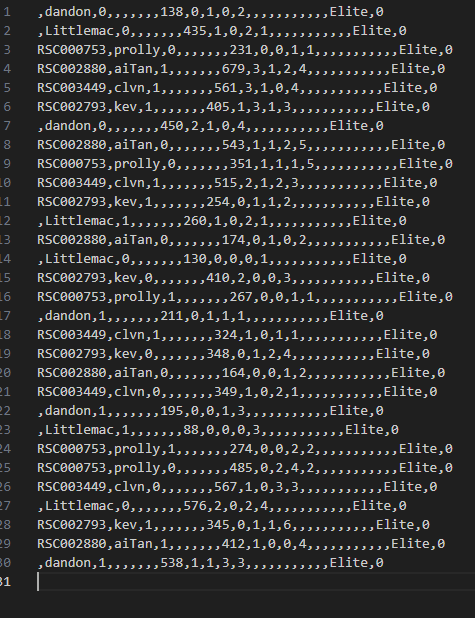 1 ,dandon,0,,,,,,,138,0,1,0,2,,,,,,,,,,,Elite,0
2 ,Littlemac,0,,,,,,,435,1,0,2,1,,,,,,,,,,,Elite,0
3 RSC000753,prolly,0,,,,,,,231,0,0,1,1,,,,,,,,,,,Elite,0
4 RSC002880,aiTan,1,,,,,,,679,3,1,2,4,,,,,,,,,,,Elite,0
5 RSC003449,clvn,1,,,,,,,561,3,1,0,4,,,,,,,,,,,Elite,0
6 RSC002793,kev,1,,,,,,,405,1,3,1,3,,,,,,,,,,,Elite,0
7 ,dandon,0,,,,,,,450,2,1,0,4,,,,,,,,,,,Elite,0
8 RSC002880,aiTan,0,,,,,,,543,1,1,2,5,,,,,,,,,,,Elite,0
9 RSC000753,prolly,0,,,,,,,351,1,1,1,5,,,,,,,,,,,Elite,0
10 RSC003449,clvn,1,,,,,,,515,2,1,2,3,,,,,,,,,,,Elite,0
11 RSC002793,kev,1,,,,,,,254,0,1,1,2,,,,,,,,,,,Elite,0
12 ,Littlemac,1,,,,,,,260,1,0,2,1,,,,,,,,,,,Elite,0
13 RSC002880,aiTan,0,,,,,,,174,0,1,0,2,,,,,,,,,,,Elite,0
14 ,Littlemac,0,,,,,,,130,0,0,0,1,,,,,,,,,,,Elite,0
15 RSC002793,kev,0,,,,,,,410,2,0,0,3,,,,,,,,,,,Elite,0
16 RSC000753,prolly,1,,,,,,,267,0,0,1,1,,,,,,,,,,,Elite,0
17 ,dandon,1,,,,,,,211,0,1,1,1,,,,,,,,,,,Elite,0
18 RSC003449,clvn,1,,,,,,,324,1,0,1,1,,,,,,,,,,,Elite,0
19 RSC002793,kev,0,,,,,,,348,0,1,2,4,,,,,,,,,,,Elite,0
20 RSC002880,aiTan,0,,,,,,,164,0,0,1,2,,,,,,,,,,,Elite,0
21 RSC003449,clvn,0,,,,,,,349,1,0,2,1,,,,,,,,,,,Elite,0
22 ,dandon,1,,,,,,,195,0,0,1,3,,,,,,,,,,,Elite,0
23 ,Littlemac,1,,,,,,,88,0,0,0,3,,,,,,,,,,,Elite,0
24 RSC000753,prolly,1,,,,,,,274,0,0,2,2,,,,,,,,,,,Elite,0
25 RSC000753,prolly,0,,,,,,,485,0,2,4,2,,,,,,,,,,,Elite,0
26 RSC003449,clvn,0,,,,,,,567,1,0,3,3,,,,,,,,,,,Elite,0
27 ,Littlemac,0,,,,,,,576,2,0,2,4,,,,,,,,,,,Elite,0
28 RSC002793,kev,1,,,,,,,345,0,1,1,6,,,,,,,,,,,Elite,0
29 RSC002880,aiTan,1,,,,,,,412,1,0,0,4,,,,,,,,,,,Elite,0
30 ,dandon,1,,,,,,,538,1,1,3,3,,,,,,,,,,,Elite,0
31